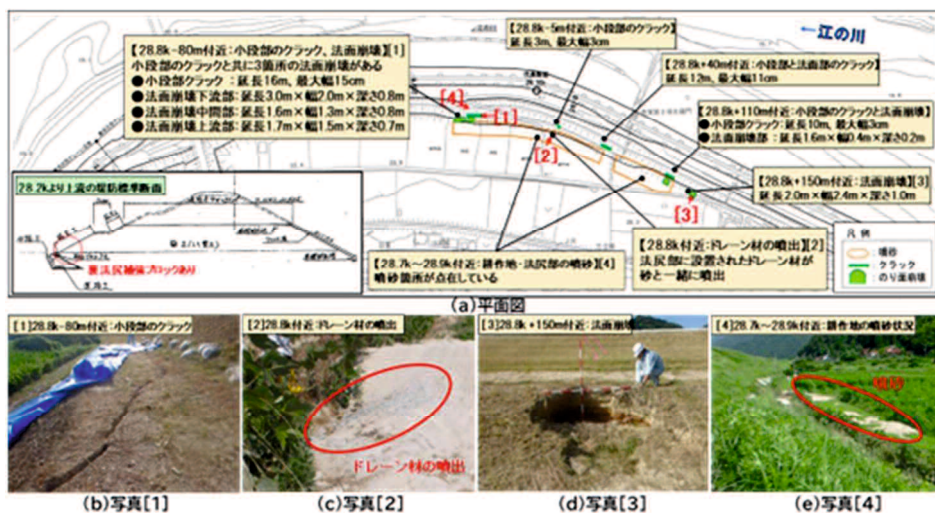 【28.8k-80m付近:小段部のクラック、法面崩壊】[1]
小段部のクラックと共に3箇所の法面崩壊がある
●小段部クラック:延長16m、最大幅15cm
●法面崩壊下流部:延長3.0m×幅2.0m×深さ0.8m
●法面崩壊中間部:延長1.6m×幅1.3m×深さ0.8m
●法面崩壊上流部:延長1.7m×幅1.5m×深さ0.7m
【28.8k-5m付近:小段部のクラック】
延長3m、最大幅3cm
←江の川
【28.8k+40m付近:小段部と法面部のクラック】
延長12m、最大幅11cm
【28.8k+110m付近:小段部のクラックと法面崩壊】
●小段部クラック:延長10m、最大幅3cm
●法面崩壊部:延長1.6m×幅0.4m×深さ0.2m
【28.8k+150m付近:法面崩壊】[3]
延長2.0m×幅2.4m×深さ1.0m
[4]
[1]
[2]
[3]
28.2kより上流の堤防標準断面
裏法尻補強ブロックあり
【28.7k~28.9k付近:耕作地・法尻部の噴砂】[4]
噴砂箇所が点在している
【28.8k付近:ドレーン材の噴出】[2]
法尻部に設置されたドレーン材が
砂と一緒に噴出
凡例
噴砂
クラック
のり面崩壊
(a)平面図
[1]28.8k-80m付近:小段部のクラック
[2]28.8k付近:ドレーン材の噴出
[3]28.8k+150m付近:法面崩壊
[4]28.7k~28.9k付近:耕作地の噴砂状況
ドレーン材の噴出
噴砂
(b)写真[1]
(c)写真[2]
(d)写真[3]
(e)写真[4]